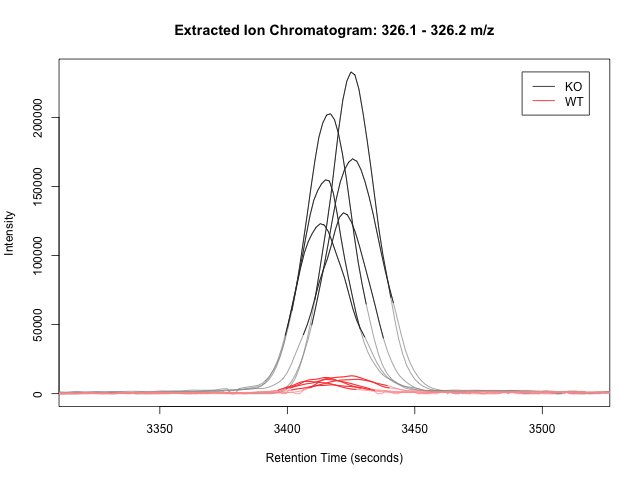 Extracted Ion Chromatogram: 326.1 - 326.2 m/z
KO
WT
200000
150000
100000
50000
0
Intensity
3350 3400 3450 3500
Retention Time (seconds)